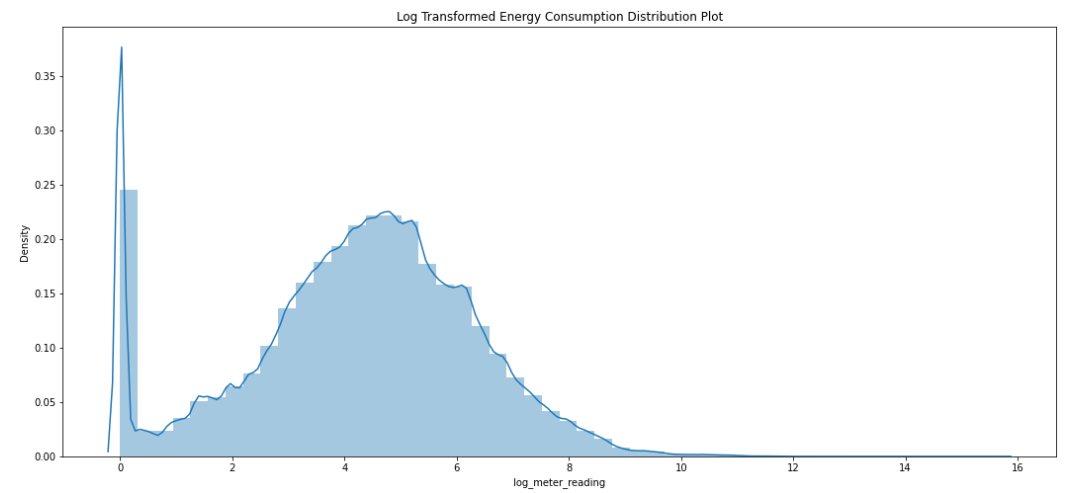 Log Transformed Energy Consumption Distribution Plot
0.35
0.30
0.25
0.20
0.15
0.10
0.05
0.00
Density
0 2 4 6 8 10 12 14 16
log_meter_reading